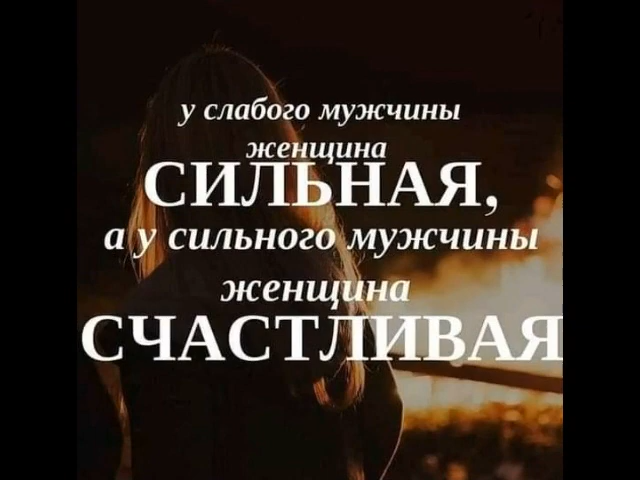 у слабого мужчины
женщина
СИЛЬНАЯ,
а у сильного мужчины
женщина
СЧАСТЛИВАЯ